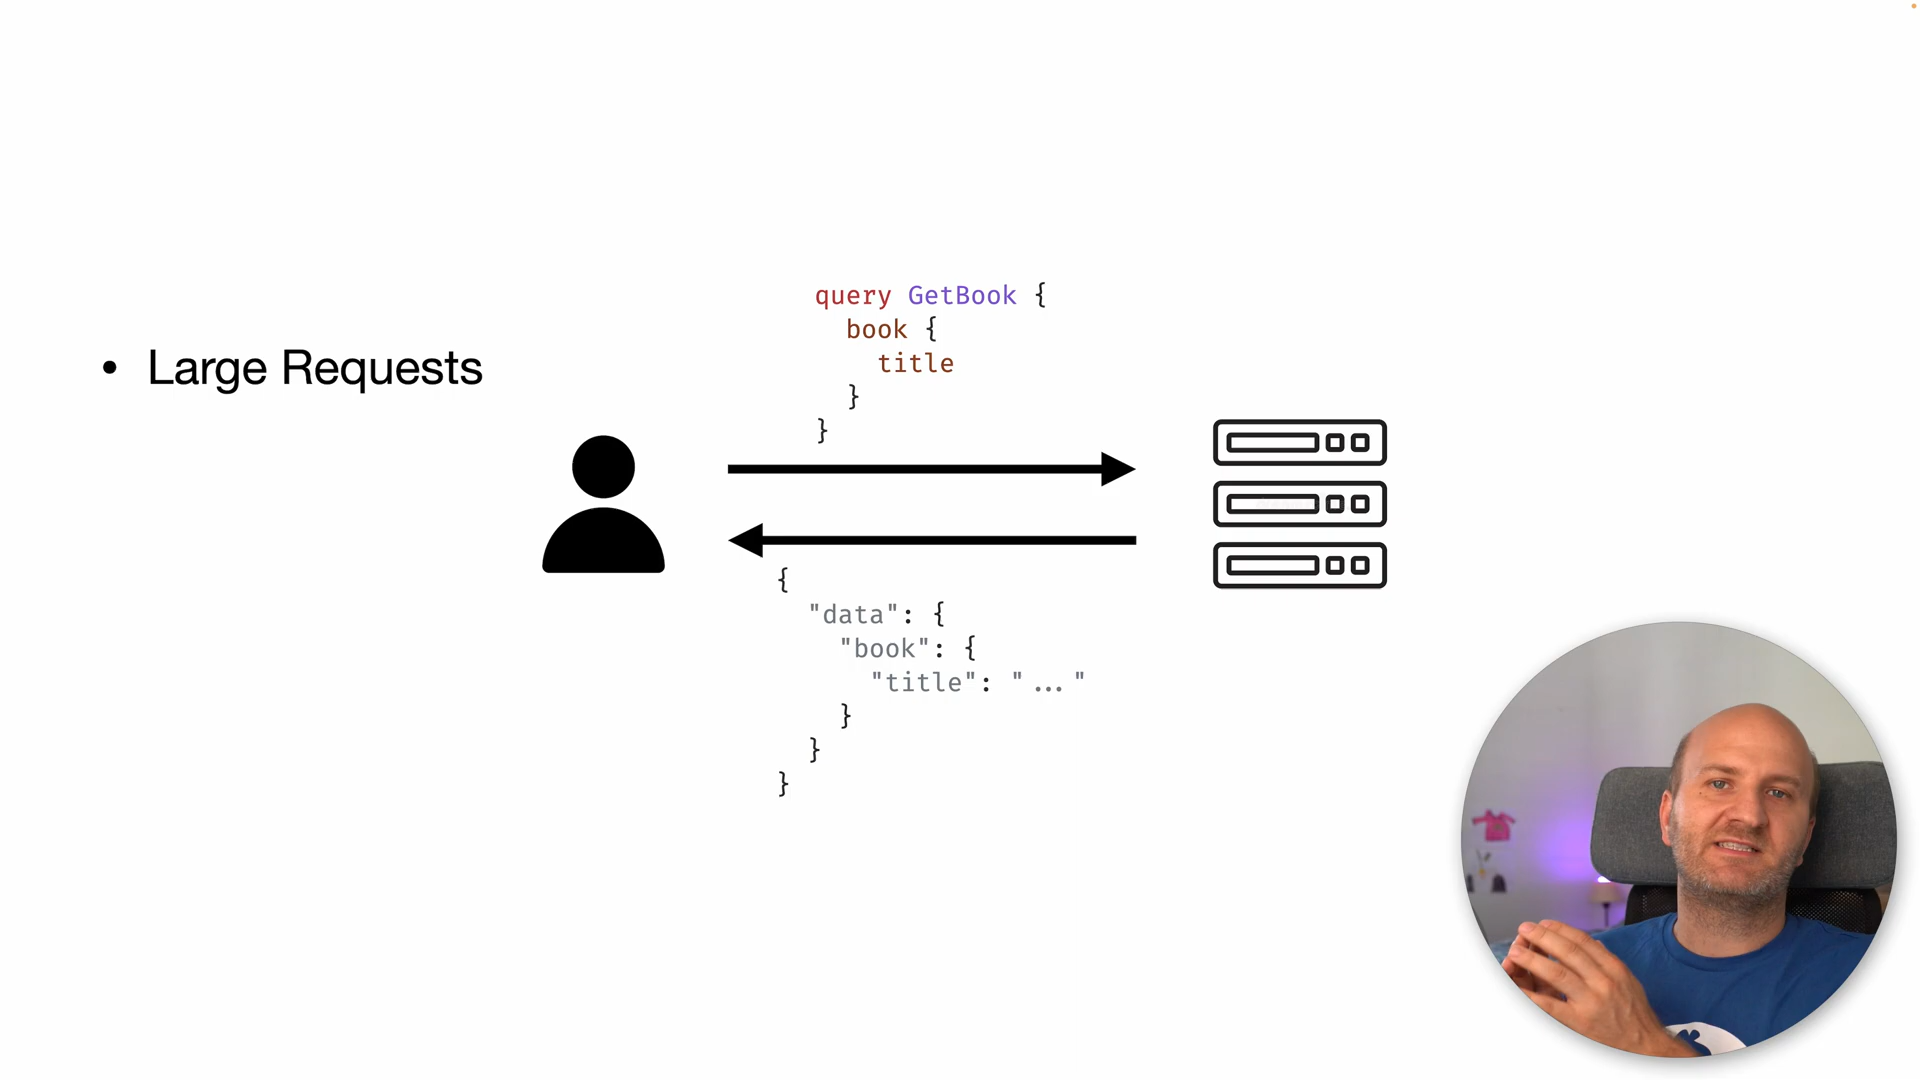 • Large Requests
query GetBook {
  book {
    title
  }
}
{
  "data": {
    "book": {
      "title": "..."
    }
  }
}